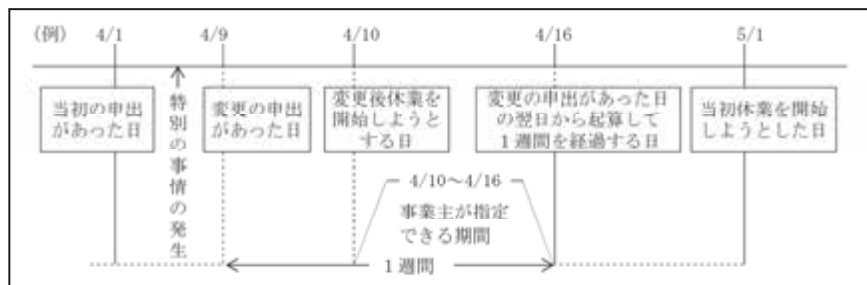 (例) 4/1 4/9 4/10 4/16 5/1
当初の申出
があった日
特別の事情の発生
変更の申出
があった日
変更後休業を
開始しようと
する日
変更の申出があった日
の翌日から起算して
1週間を経過する日
当初休業を開始
しようとした日
4/10～4/16
事業主が指定
できる期間
1週間